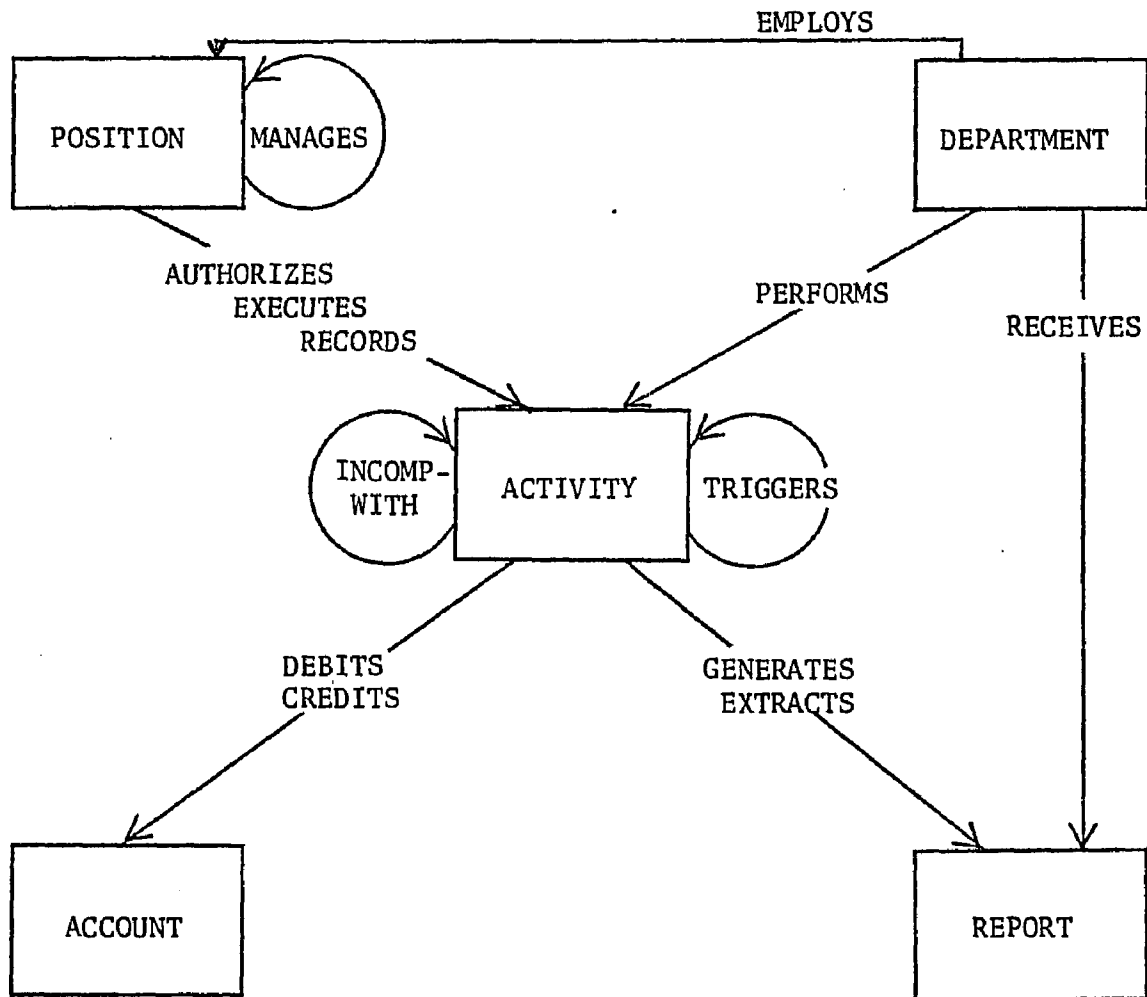 EMPLOYS
POSITION
MANAGES
DEPARTMENT
AUTHORIZES
EXECUTES
RECORDS
PERFORMS
RECEIVES
INCOMP-
WITH
ACTIVITY
TRIGGERS
DEBITS
CREDITS
GENERATES
EXTRACTS
ACCOUNT
REPORT